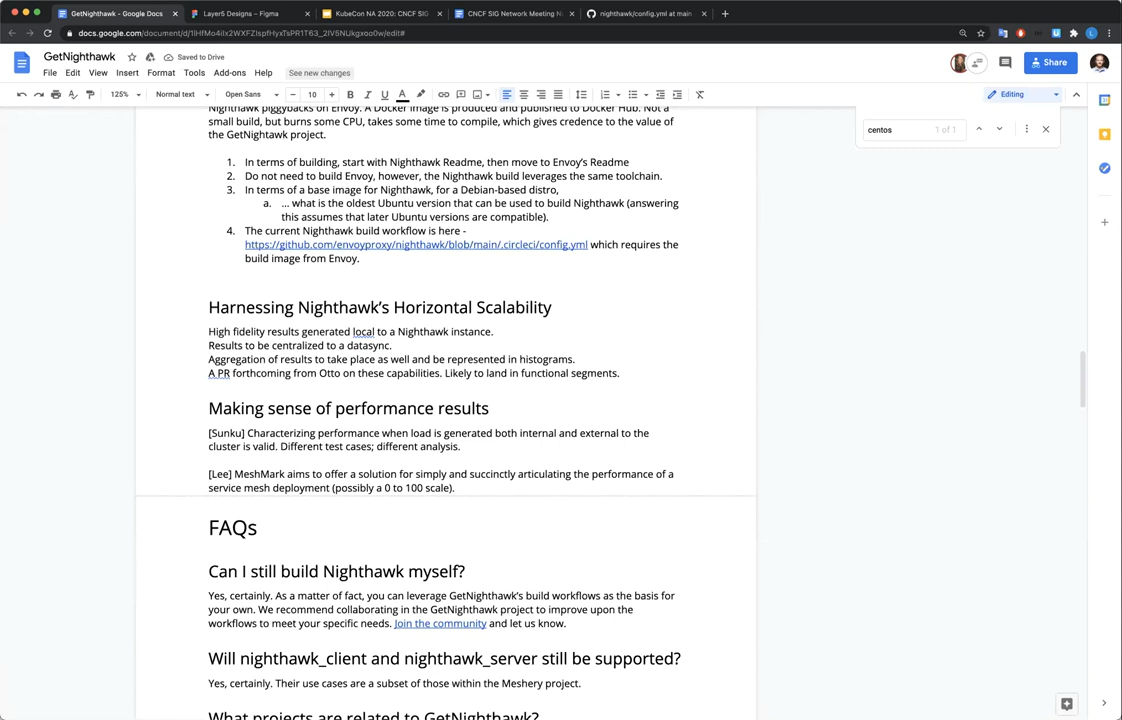 GetNighthawk - Google Docs
Layer5 Designs – Figma
KubeCon NA 2020: CNCF SIG
CNCF SIG Network Meeting N
nighthawk/config.yml at main
docs.google.com
GetNighthawk
Saved to Drive
File Edit View Insert Format Tools Add-ons Help
See new changes
Share
125%
Normal text
Open Sans
10
B I U A
Editing
centos
1 of 1
Nighthawk piggybacks on Envoy. A Docker image is produced and published to Docker Hub. Not a
small build, but burns some CPU, takes some time to compile, which gives credence to the value of
the GetNightawk project.
1. In terms of building, start with Nighthawk Readme, then move to Envoy's Readme
2. Do not need to build Envoy, however, the Nighthawk build leverages the same toolchain.
3. In terms of a base image for Nighthawk, for a Debian-based distro,
a. ... what is the oldest Ubuntu version that can be used to build Nighthawk (answering
this assumes that later Ubuntu versions are compatible).
4. The current Nighthawk build workflow is here -
https://github.com/envoyproxy/nighthawk/blob/main/.circleci/config.yml which requires the
build image from Envoy.
Harnessing Nighthawk's Horizontal Scalability
High fidelity results generated local to a Nighthawk instance.
Results to be centralized to a datasync.
Aggregation of results to take place as well and be represented in histograms.
A PR forthcoming from Otto on these capabilities. Likely to land in functional segments.
Making sense of performance results
[Sunku] Characterizing performance when load is generated both internal and external to the
cluster is valid. Different test cases; different analysis.
[Lee] MeshMark aims to offer a solution for simply and succinctly articulating the performance of a
service mesh deployment (possibly a 0 to 100 scale).
FAQs
Can I still build Nighthawk myself?
Yes, certainly. As a matter of fact, you can leverage GetNighthawk's build workflows as the basis for
your own. We recommend collaborating in the GetNighthawk project to improve upon the
workflows to meet your specific needs. Join the community and let us know.
Will nighthawk_client and nighthawk_server still be supported?
Yes, certainly. Their use cases are a subset of those within the Meshery project.
What projects are related to GetNighthawk?